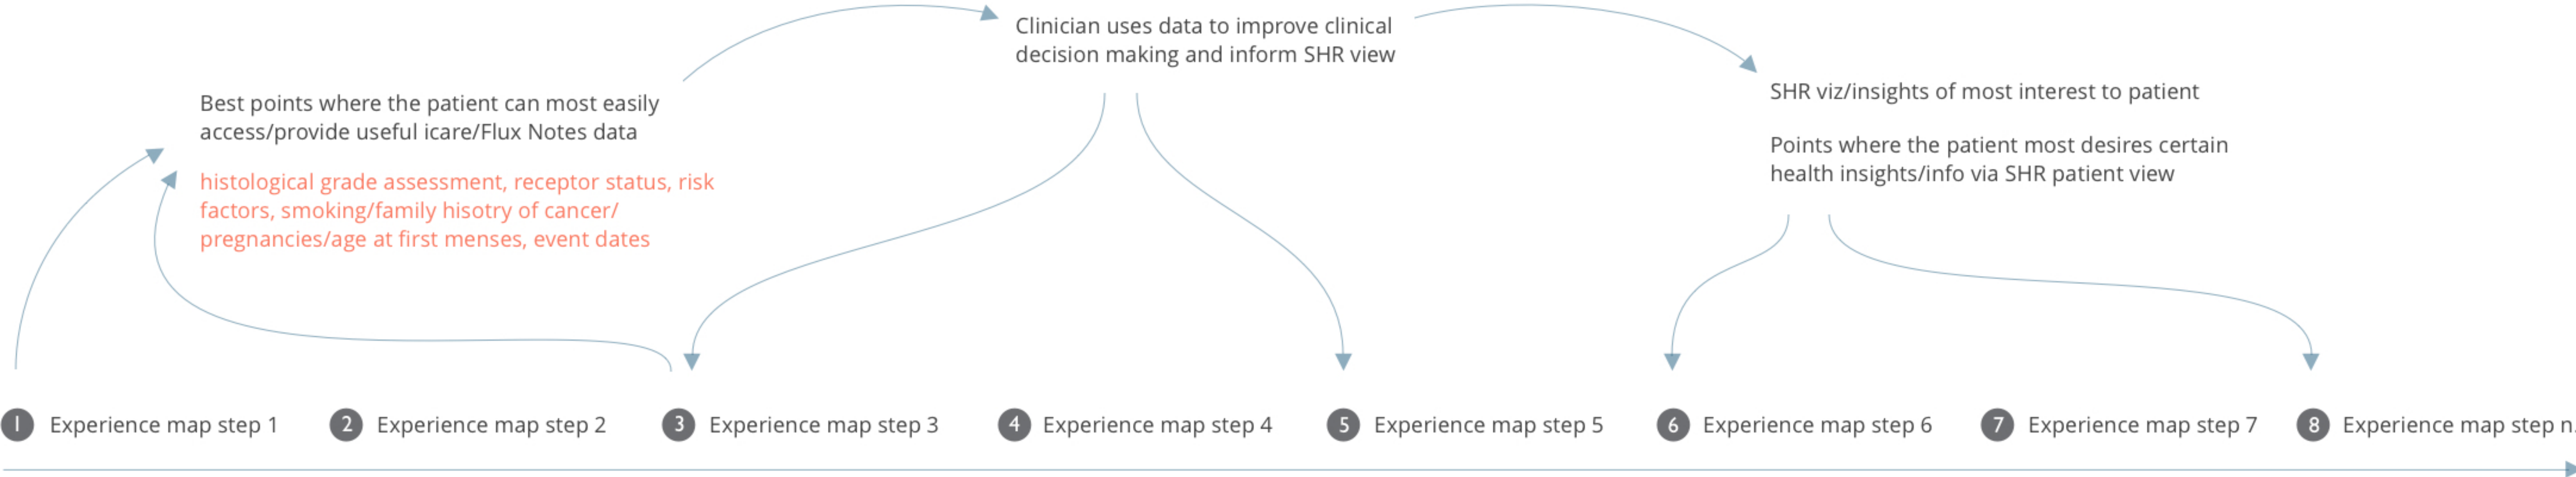 Clinician uses data to improve clinical
decision making and inform SHR view
Best points where the patient can most easily
access/provide useful icare/Flux Notes data
histological grade assessment, receptor status, risk
factors, smoking/family hisotry of cancer/
pregnancies/age at first menses, event dates
SHR viz/insights of most interest to patient
Points where the patient most desires certain
health insights/info via SHR patient view
1 Experience map step 1
2 Experience map step 2
3 Experience map step 3
4 Experience map step 4
5 Experience map step 5
6 Experience map step 6
7 Experience map step 7
8 Experience map step n.